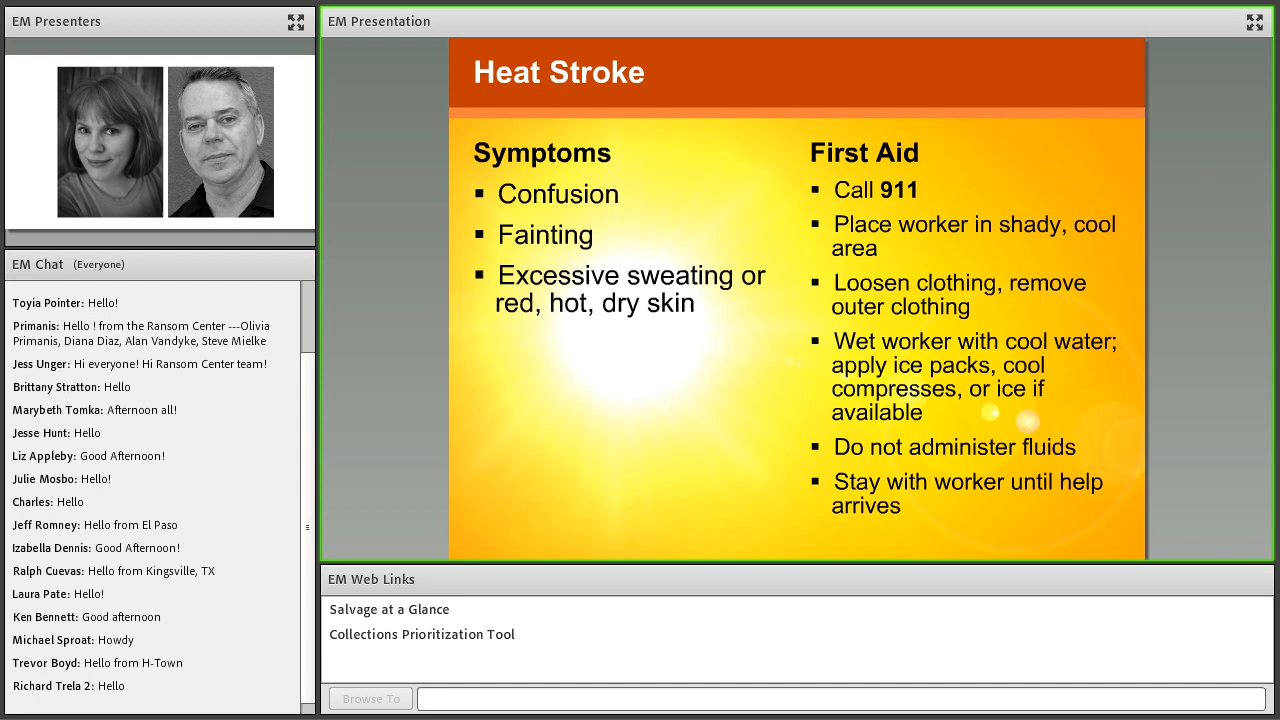 EM Presenters
EM Chat (Everyone)
Toyia Pointer: Hello!
Primanis: Hello ! from the Ransom Center ---Olivia
Primanis, Diana Diaz, Alan Vandyke, Steve Mielke
Jess Unger: Hi everyone! Hi Ransom Center team!
Brittany Stratton: Hello
Marybeth Tomka: Afternoon all!
Jesse Hunt: Hello
Liz Appleby: Good Afternoon!
Julie Mosbo: Hello!
Charles: Hello
Jeff Romney: Hello from El Paso
Izabella Dennis: Good Afternoon!
Ralph Cuevas: Hello from Kingsville, TX
Laura Pate: Hello!
Ken Bennett: Good afternoon
Michael Sproat: Howdy
Trevor Boyd: Hello from H-Town
Richard Trela 2: Hello
EM Presentation
Heat Stroke
Symptoms
▪ Confusion
▪ Fainting
▪ Excessive sweating or
red, hot, dry skin
First Aid
▪ Call 911
▪ Place worker in shady, cool
area
▪ Loosen clothing, remove
outer clothing
▪ Wet worker with cool water;
apply ice packs, cool
compresses, or ice if
available
▪ Do not administer fluids
▪ Stay with worker until help
arrives
EM Web Links
Salvage at a Glance
Collections Prioritization Tool
Browse To